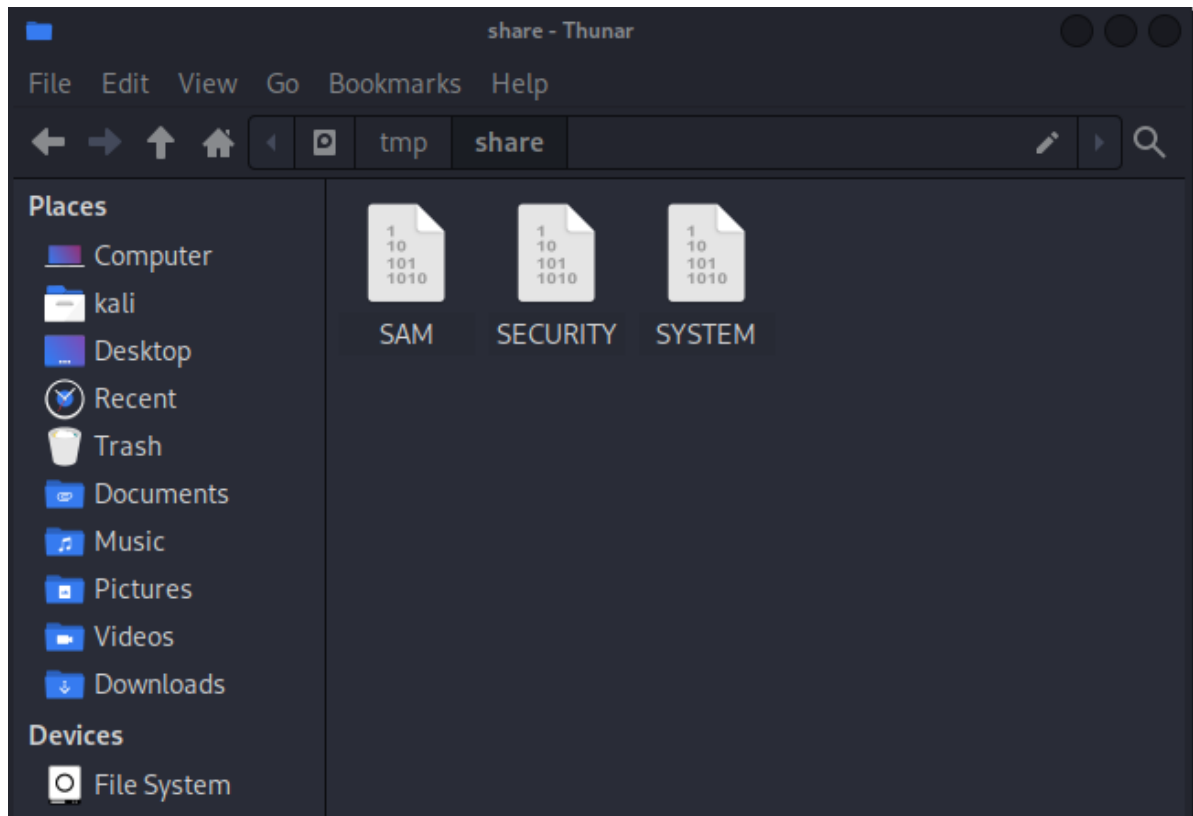 share - Thunar
File Edit View Go Bookmarks Help
tmp share
Places
Computer
kali
Desktop
Recent
Trash
Documents
Music
Pictures
Videos
Downloads
Devices
File System
1
10
101
1010
SAM
1
10
101
1010
SECURITY
1
10
101
1010
SYSTEM